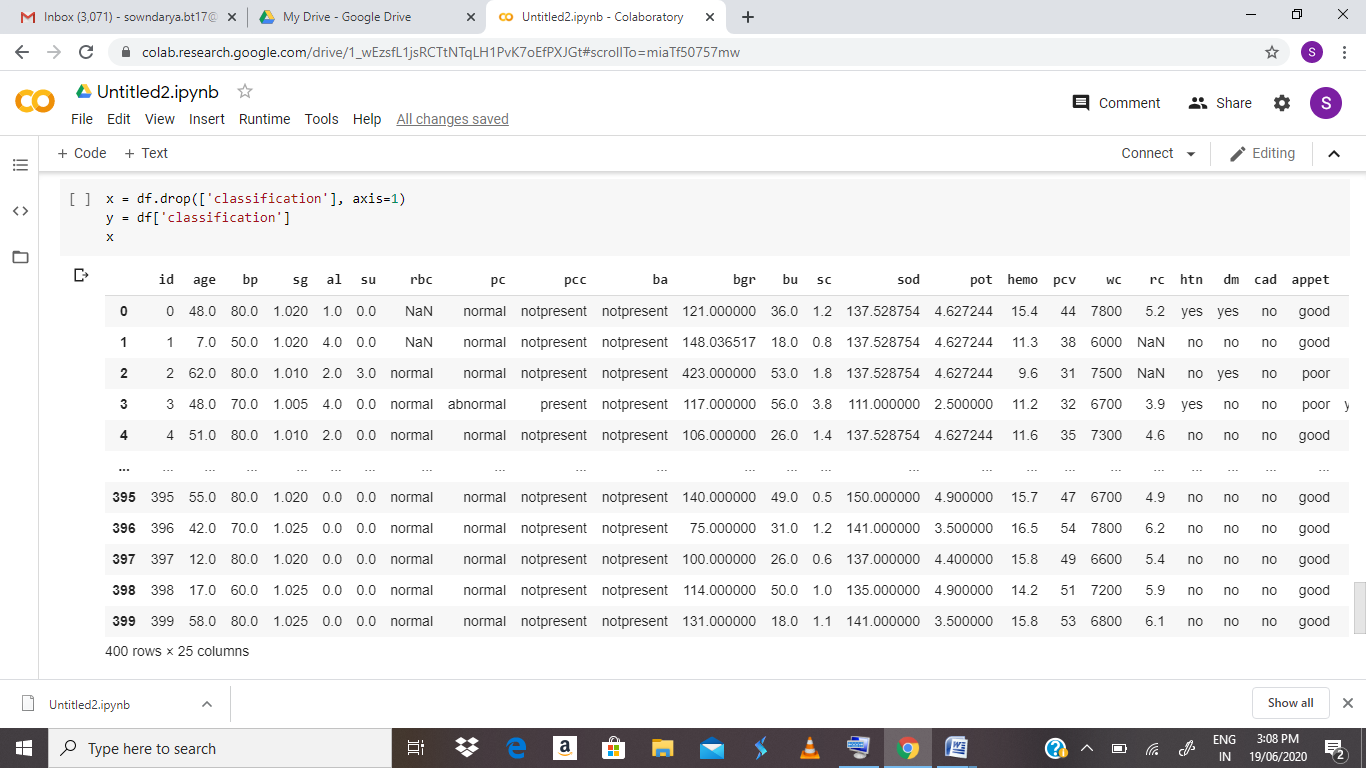 Inbox (3,071) - sowndarya.bt17@ My Drive - Google Drive Untitled2.ipynb - Colaboratory
colab.research.google.com/drive/1_wEzsfL1jsRCTtNTqLH1PvK7oEfPXJGt#scrollTo=miaTf50757mw S
CO Untitled2.ipynb Comment Share S
File Edit View Insert Runtime Tools Help All changes saved
+ Code + Text Connect Editing
[ ] x = df.drop(['classification'], axis=1)
y = df['classification']
x
id age bp sg al su rbc pc pcc ba bgr bu sc sod pot hemo pcv wc rc htn dm cad appet
0 0 48.0 80.0 1.020 1.0 0.0 NaN normal notpresent notpresent 121.000000 36.0 1.2 137.528754 4.627244 15.4 44 7800 5.2 yes yes no good
1 1 7.0 50.0 1.020 4.0 0.0 NaN normal notpresent notpresent 148.036517 18.0 0.8 137.528754 4.627244 11.3 38 6000 NaN no no no good
2 2 62.0 80.0 1.010 2.0 3.0 normal normal notpresent notpresent 423.000000 53.0 1.8 137.528754 4.627244 9.6 31 7500 NaN no yes no poor
3 3 48.0 70.0 1.005 4.0 0.0 normal abnormal present notpresent 117.000000 56.0 3.8 111.000000 2.500000 11.2 32 6700 3.9 yes no no poor y
4 4 51.0 80.0 1.010 2.0 0.0 normal normal notpresent notpresent 106.000000 26.0 1.4 137.528754 4.627244 11.6 35 7300 4.6 no no no good
... ... ... ... ... ... ... ... ... ... ... ... ... ... ... ... ... ... ... ... ... ... ... ...
395 395 55.0 80.0 1.020 0.0 0.0 normal normal notpresent notpresent 140.000000 49.0 0.5 150.000000 4.900000 15.7 47 6700 4.9 no no no good
396 396 42.0 70.0 1.025 0.0 0.0 normal normal notpresent notpresent 75.000000 31.0 1.2 141.000000 3.500000 16.5 54 7800 6.2 no no no good
397 397 12.0 80.0 1.020 0.0 0.0 normal normal notpresent notpresent 100.000000 26.0 0.6 137.000000 4.400000 15.8 49 6600 5.4 no no no good
398 398 17.0 60.0 1.025 0.0 0.0 normal normal notpresent notpresent 114.000000 50.0 1.0 135.000000 4.900000 14.2 51 7200 5.9 no no no good
399 399 58.0 80.0 1.025 0.0 0.0 normal normal notpresent notpresent 131.000000 18.0 1.1 141.000000 3.500000 15.8 53 6800 6.1 no no no good
400 rows × 25 columns
Untitled2.ipynb Show all
Type here to search ENG 3:08 PM
IN 19/06/2020 2